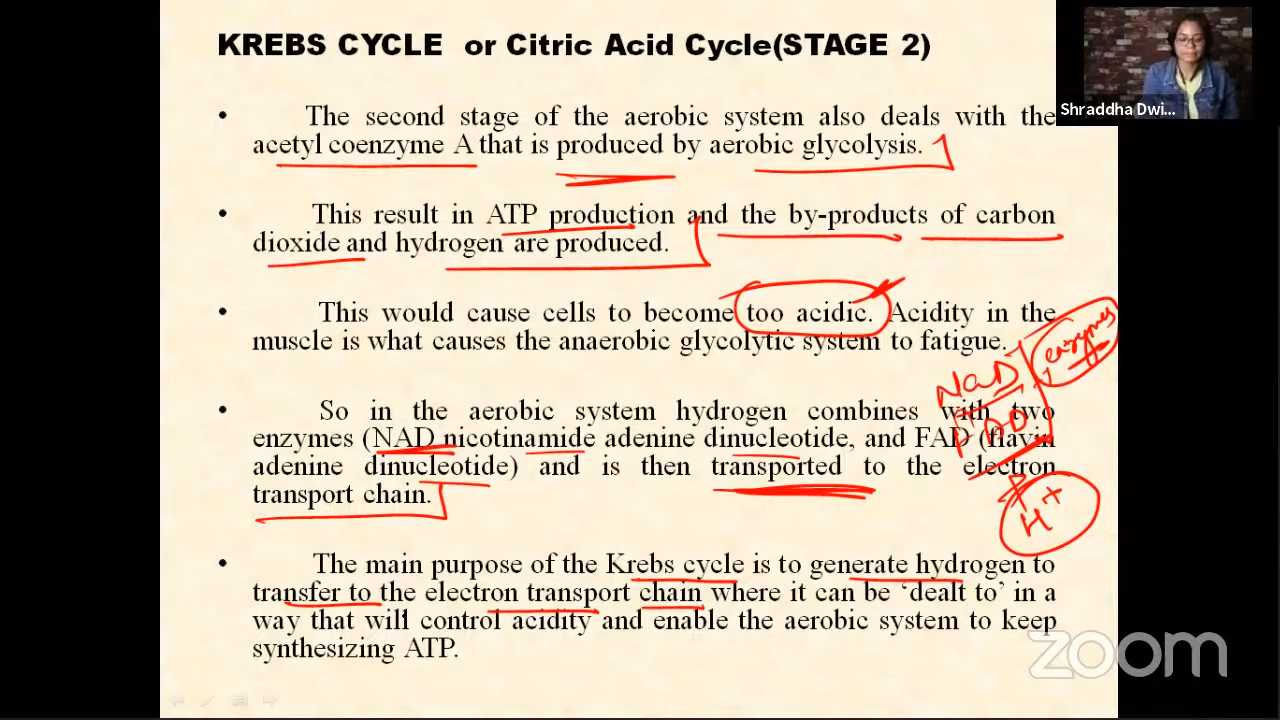 KREBS CYCLE or Citric Acid Cycle(STAGE 2)
Shraddha Dwi...
• The second stage of the aerobic system also deals with the
acetyl coenzyme A that is produced by aerobic glycolysis.
• This result in ATP production and the by-products of carbon
dioxide and hydrogen are produced.
• This would cause cells to become too acidic. Acidity in the
muscle is what causes the anaerobic glycolytic system to fatigue.
enzymes
NaD
• So in the aerobic system hydrogen combines with two
FAD
enzymes (NAD nicotinamide adenine dinucleotide, and FAD (flavin
adenine dinucleotide) and is then transported to the electron
transport chain.
H+
• The main purpose of the Krebs cycle is to generate hydrogen to
transfer to the electron transport chain where it can be ‘dealt to’ in a
way that will control acidity and enable the aerobic system to keep
synthesizing ATP.
zoom